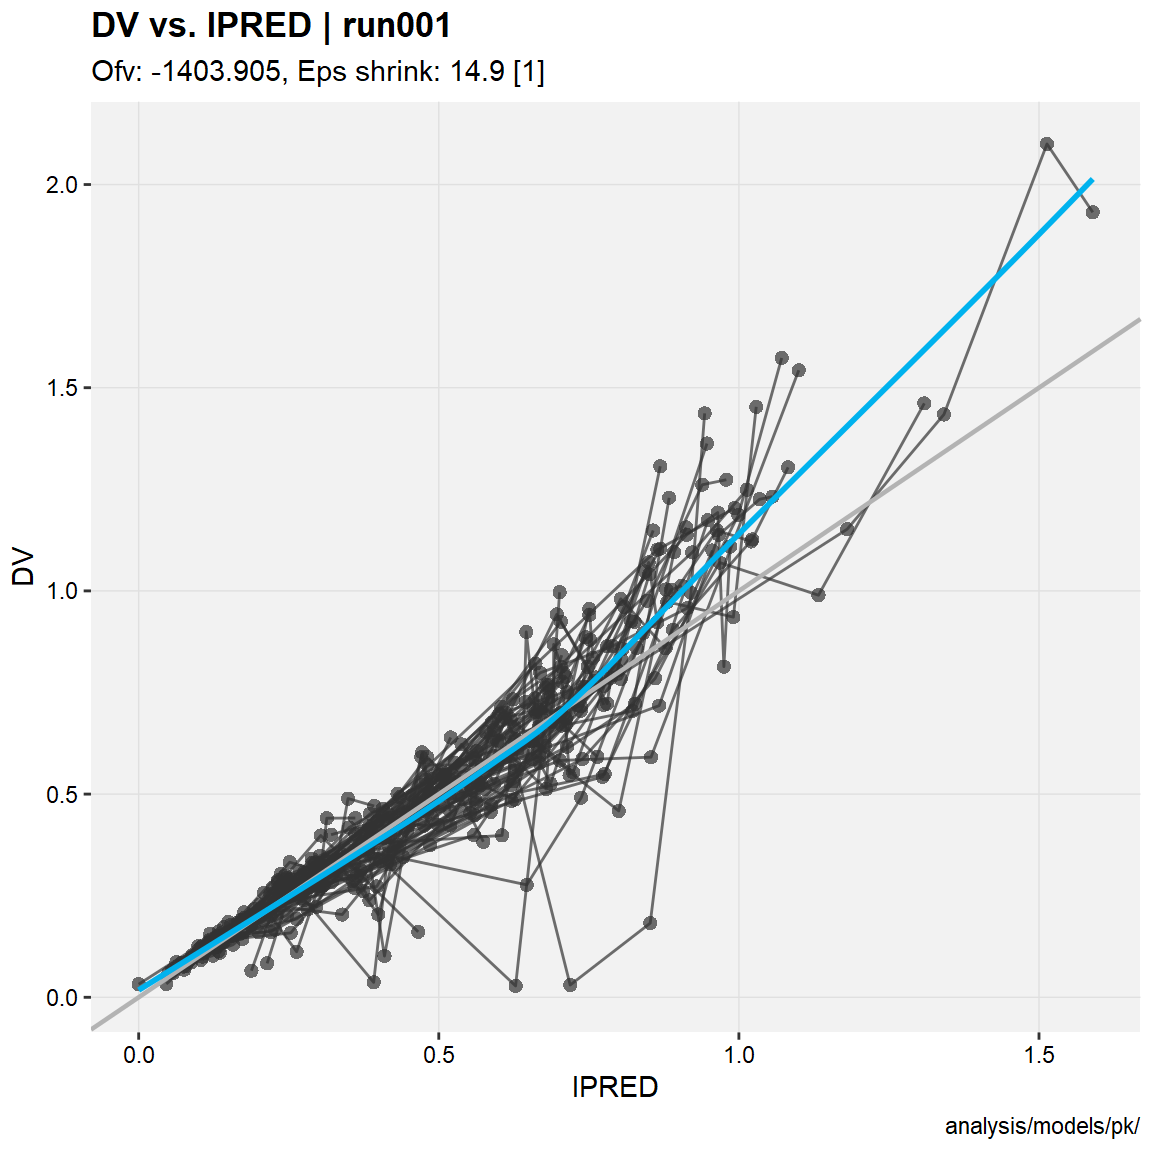 DV vs. IPRED | run001
Ofv: -1403.905, Eps shrink: 14.9 [1]
2.0
1.5
1.0
0.5
0.0
DV
0.0 0.5 1.0 1.5
IPRED
analysis/models/pk/